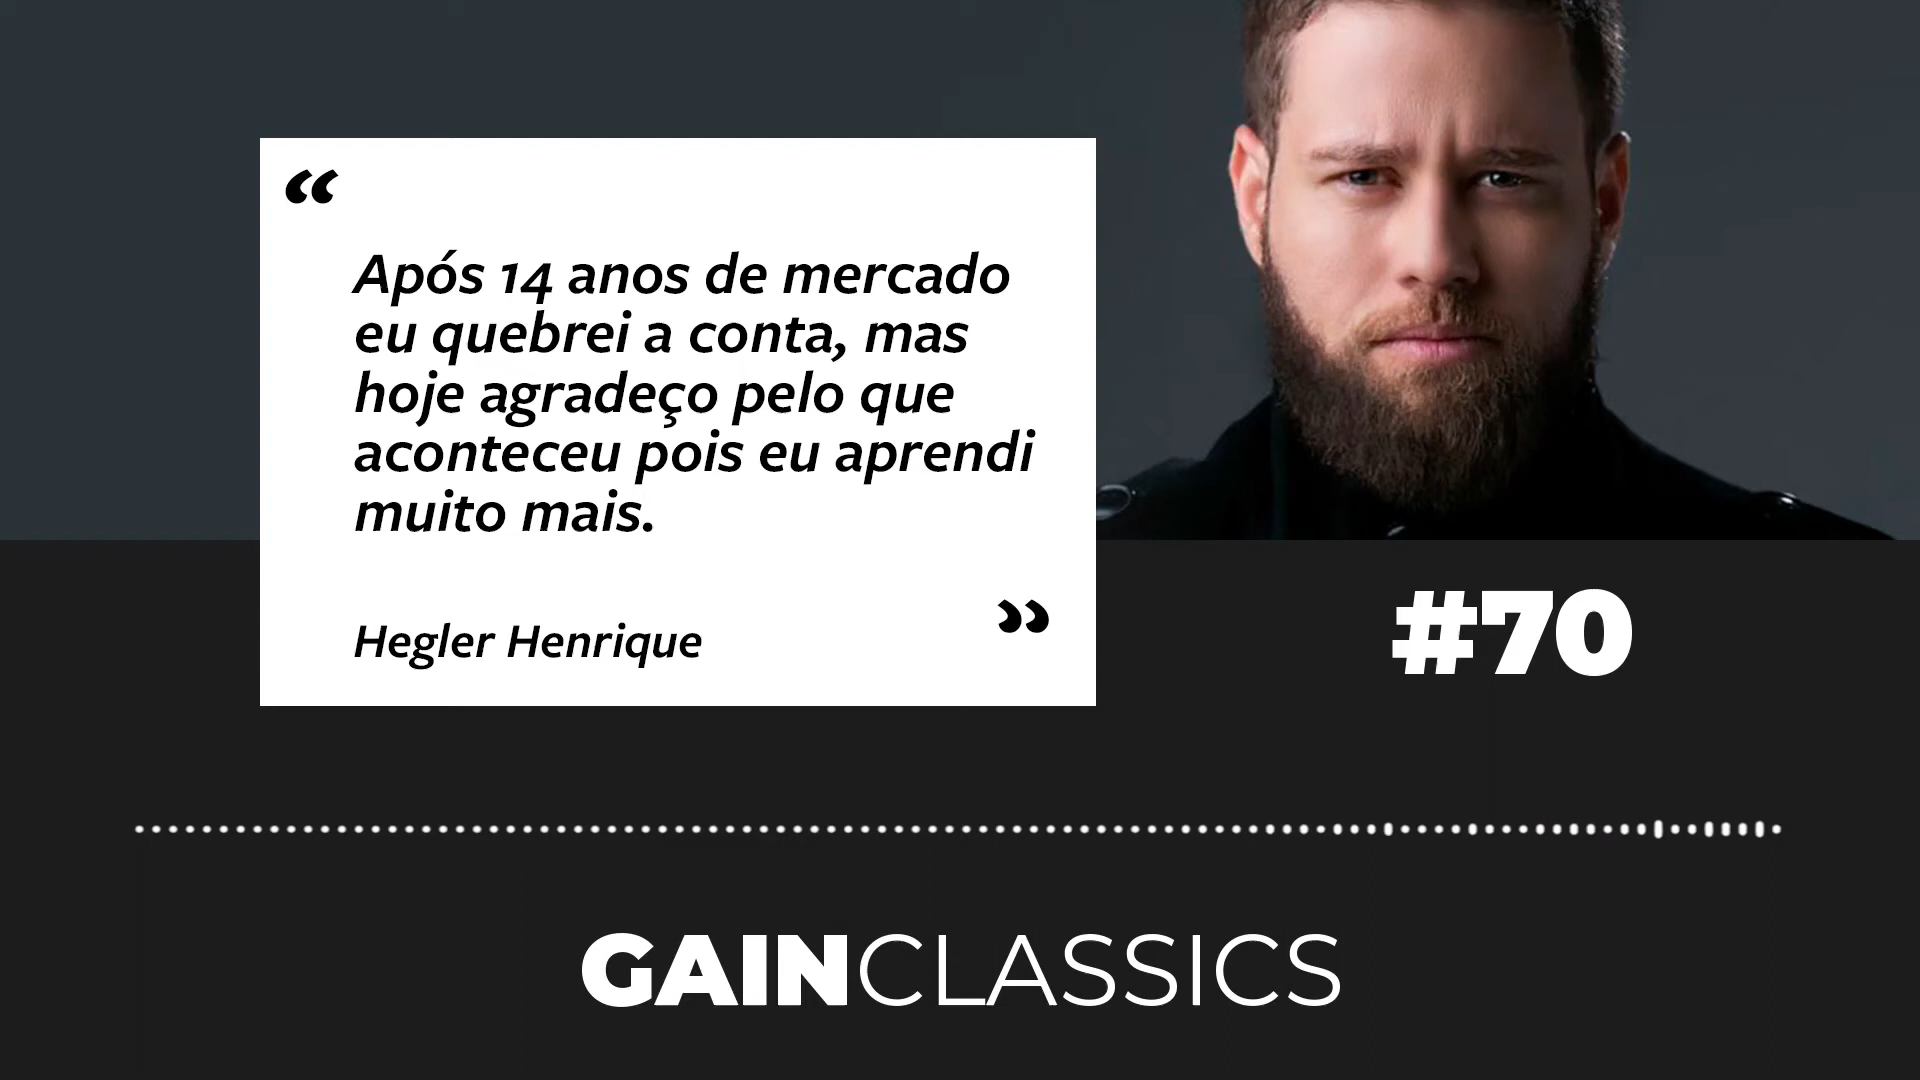 “
Após 14 anos de mercado
eu quebrei a conta, mas
hoje agradeço pelo que
aconteceu pois eu aprendi
muito mais.
”
Hegler Henrique
#70
GAINCLASSICS